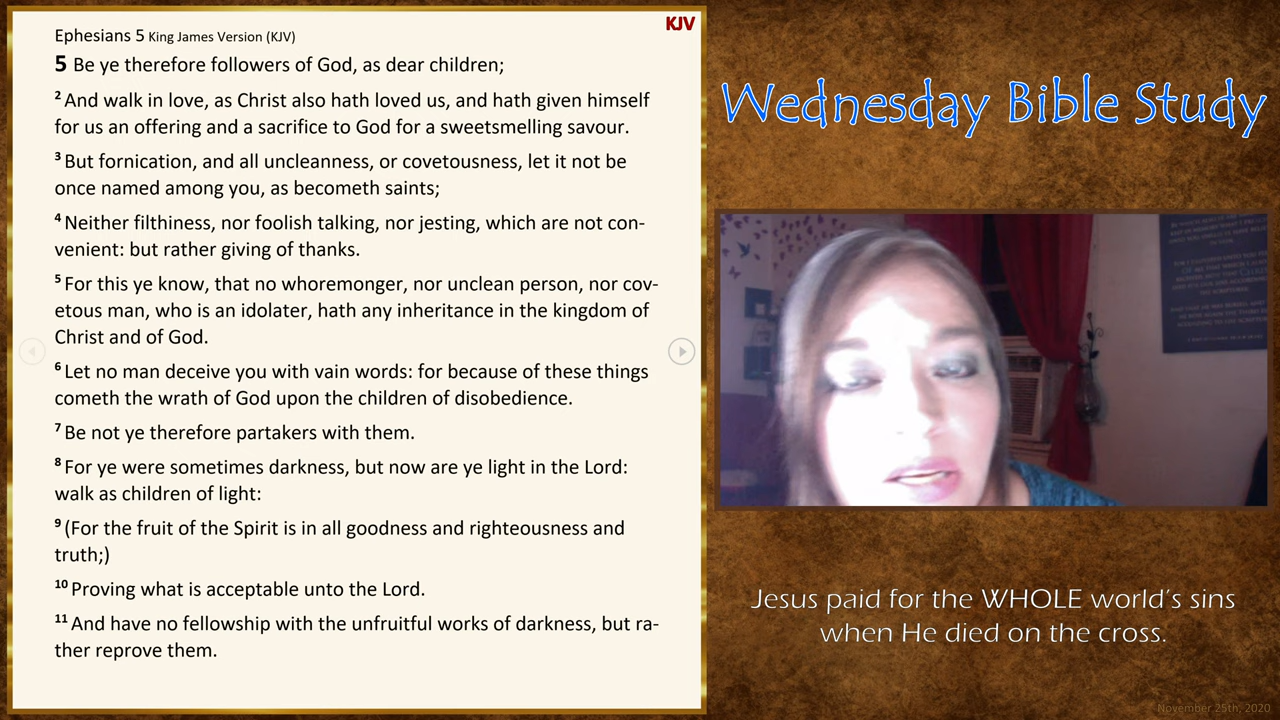 KJV
Ephesians 5 King James Version (KJV)
5 Be ye therefore followers of God, as dear children;
2 And walk in love, as Christ also hath loved us, and hath given himself
for us an offering and a sacrifice to God for a sweetsmelling savour.
3 But fornication, and all uncleanness, or covetousness, let it not be
once named among you, as becometh saints;
4 Neither filthiness, nor foolish talking, nor jesting, which are not con-
venient: but rather giving of thanks.
5 For this ye know, that no whoremonger, nor unclean person, nor cov-
etous man, who is an idolater, hath any inheritance in the kingdom of
Christ and of God.
6 Let no man deceive you with vain words: for because of these things
cometh the wrath of God upon the children of disobedience.
7 Be not ye therefore partakers with them.
8 For ye were sometimes darkness, but now are ye light in the Lord:
walk as children of light:
9 (For the fruit of the Spirit is in all goodness and righteousness and
truth;)
10 Proving what is acceptable unto the Lord.
11 And have no fellowship with the unfruitful works of darkness, but ra-
ther reprove them.
Wednesday Bible Study
Jesus paid for the WHOLE world's sins
when He died on the cross.
November 25th, 2020